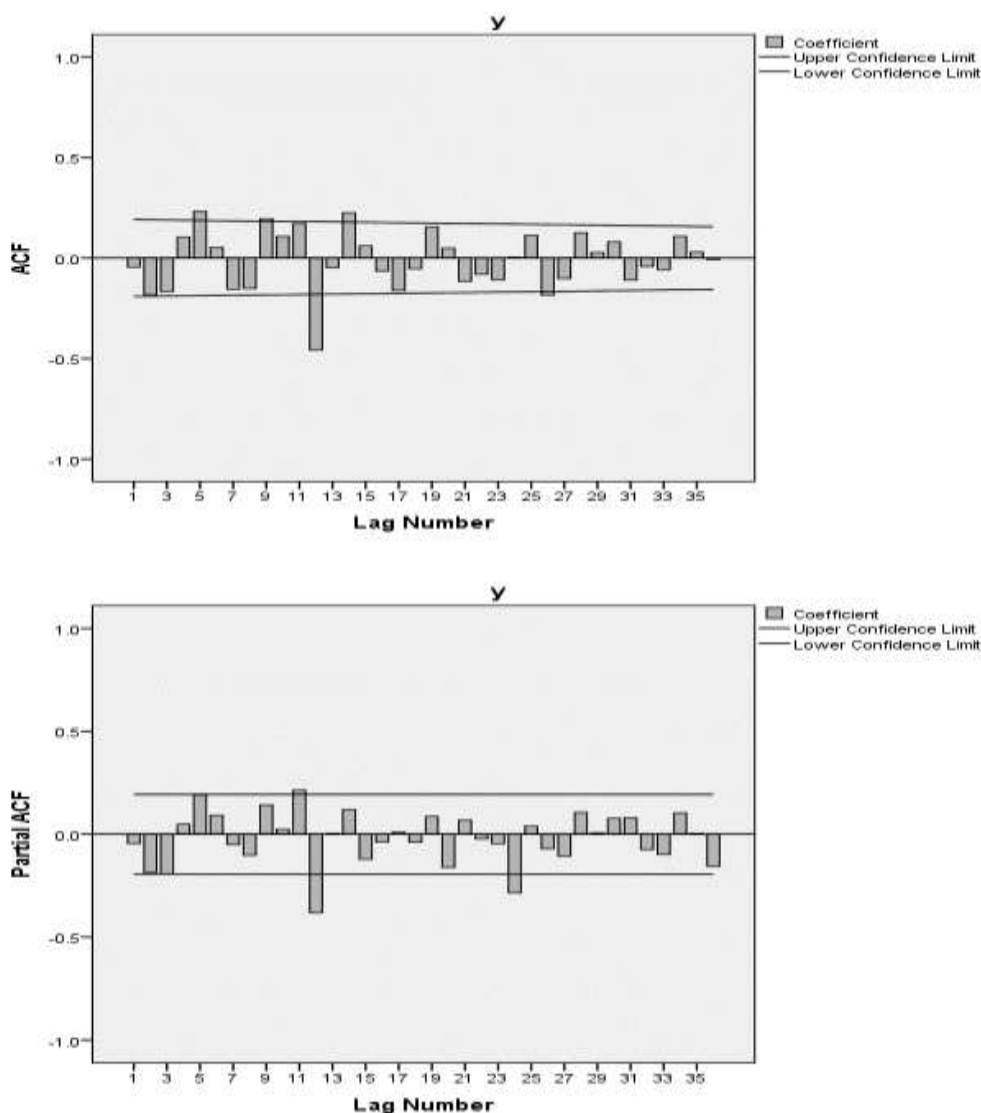 y
Coefficient
Upper Confidence Limit
Lower Confidence Limit
1.0
0.5
0.0
-0.5
-1.0
ACF
1 3 5 7 9 11 13 15 17 19 21 23 25 27 29 31 33 35
Lag Number
y
Coefficient
Upper Confidence Limit
Lower Confidence Limit
1.0
0.5
0.0
-0.5
-1.0
Partial ACF
1 3 5 7 9 11 13 15 17 19 21 23 25 27 29 31 33 35
Lag Number